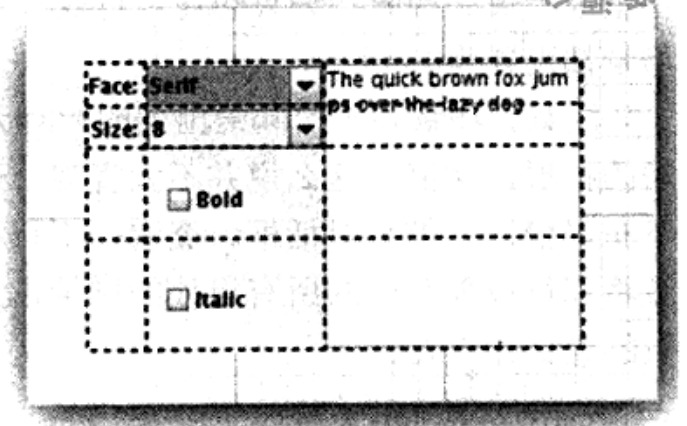 Face: Serif
The quick brown fox jum
ps over the lazy dog
Size: 8
Bold
Italic